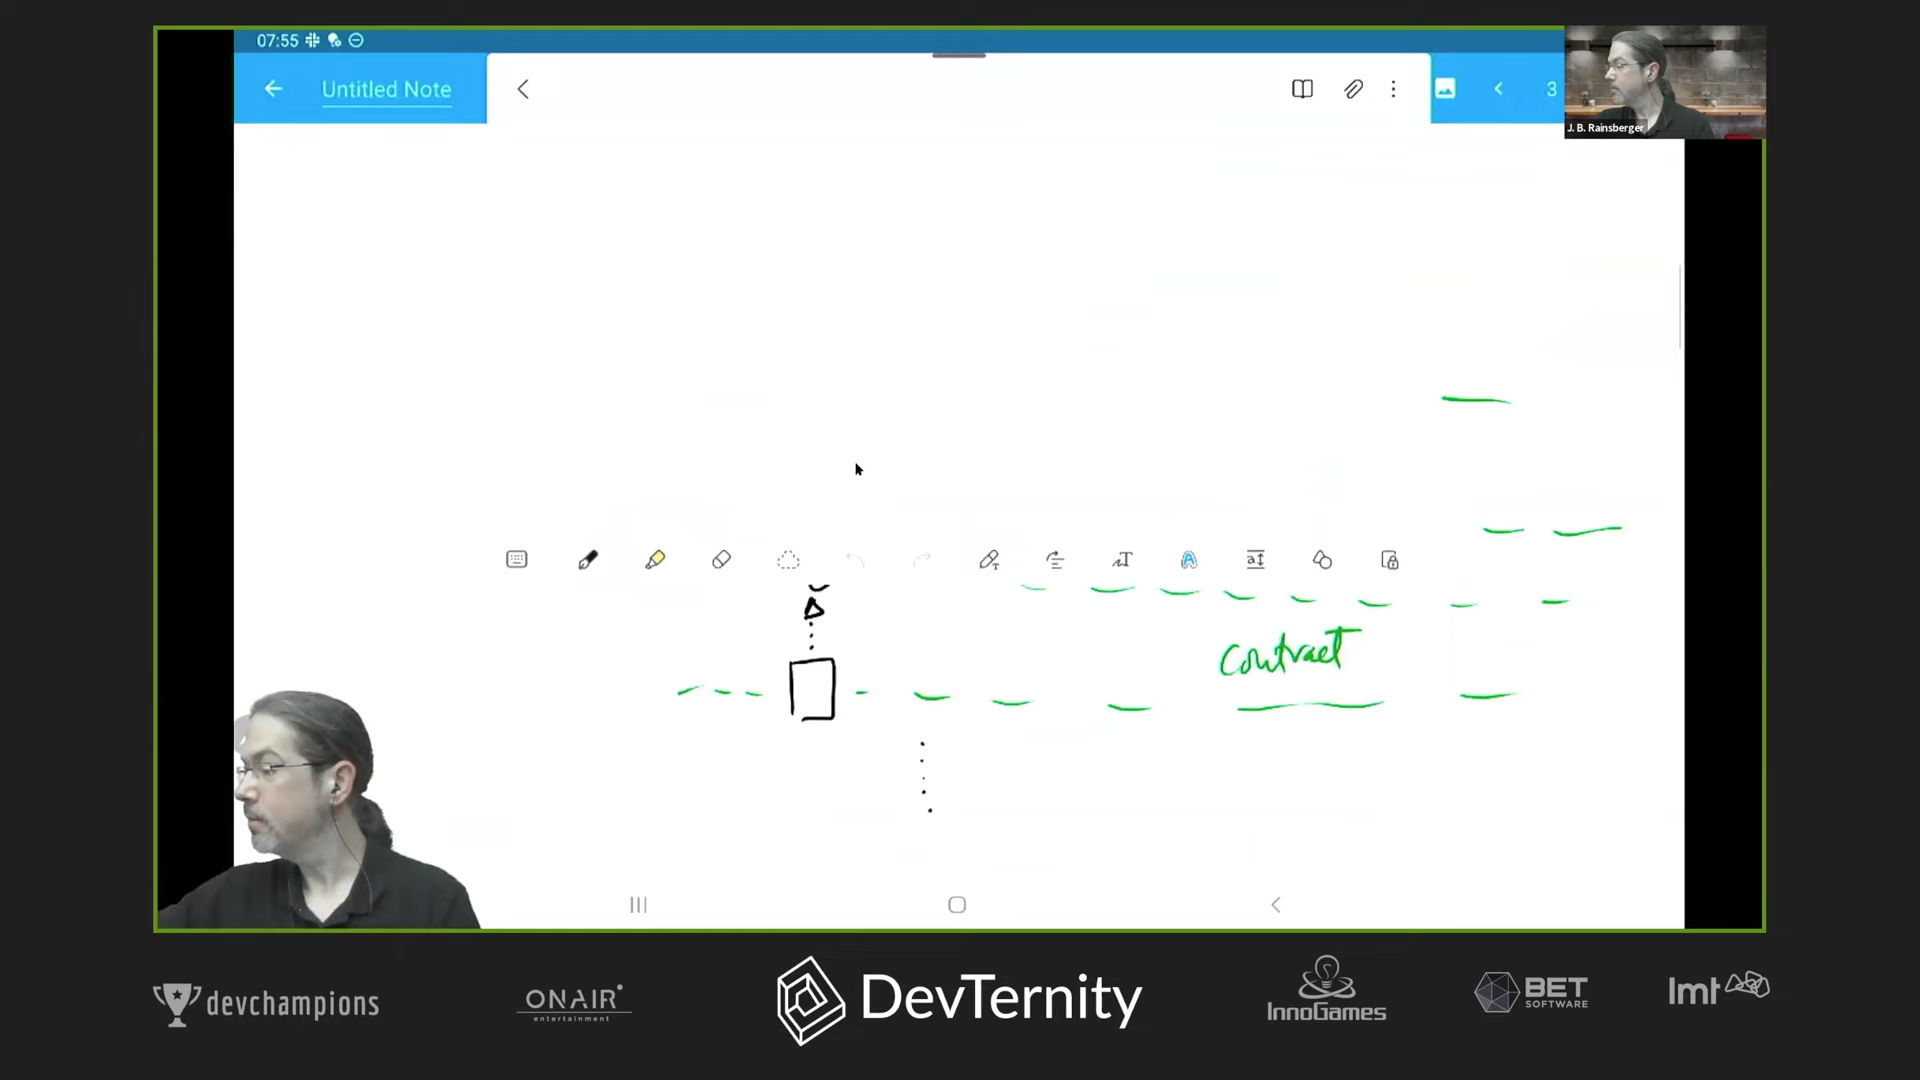 07:55
Untitled Note
3
J. B. Rainsberger
contract
devchampions
ONAIR
entertainment
DevTernity
InnoGames
BET
SOFTWARE
lmt